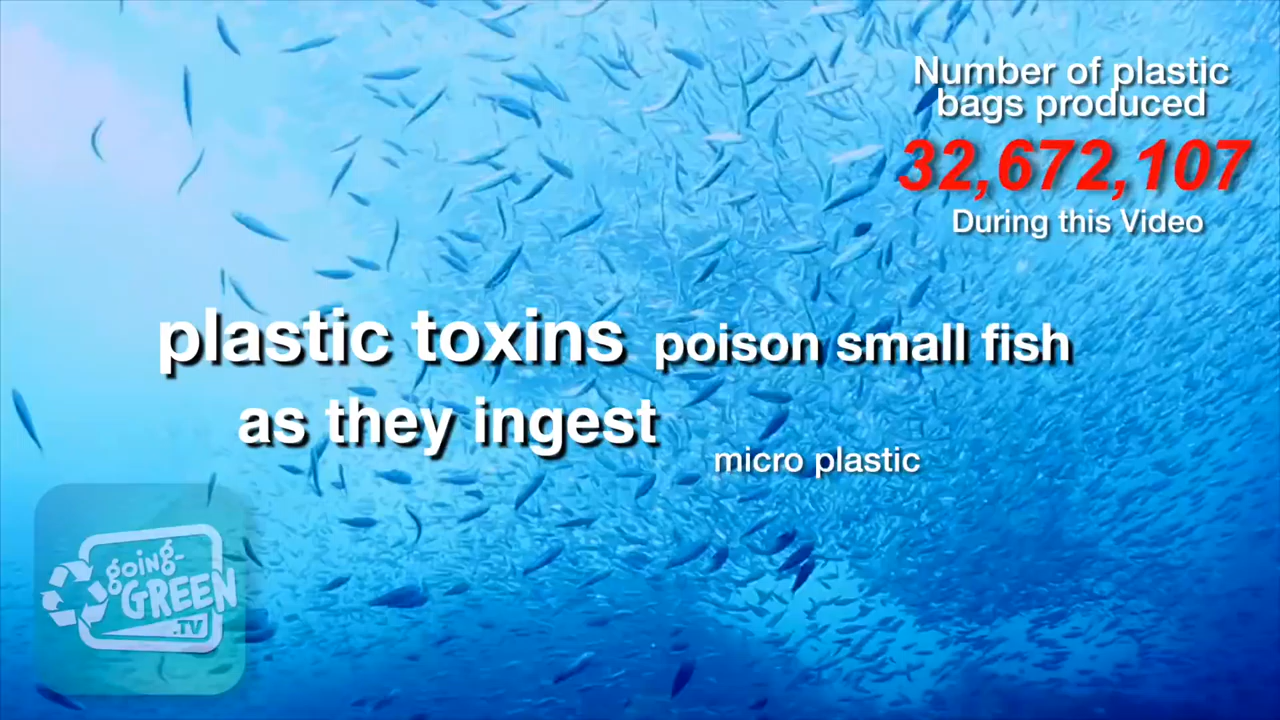 Number of plastic
bags produced
32,672,107
During this Video
plastic toxins poison small fish
as they ingest
micro plastic
going-
GREEN
.TV